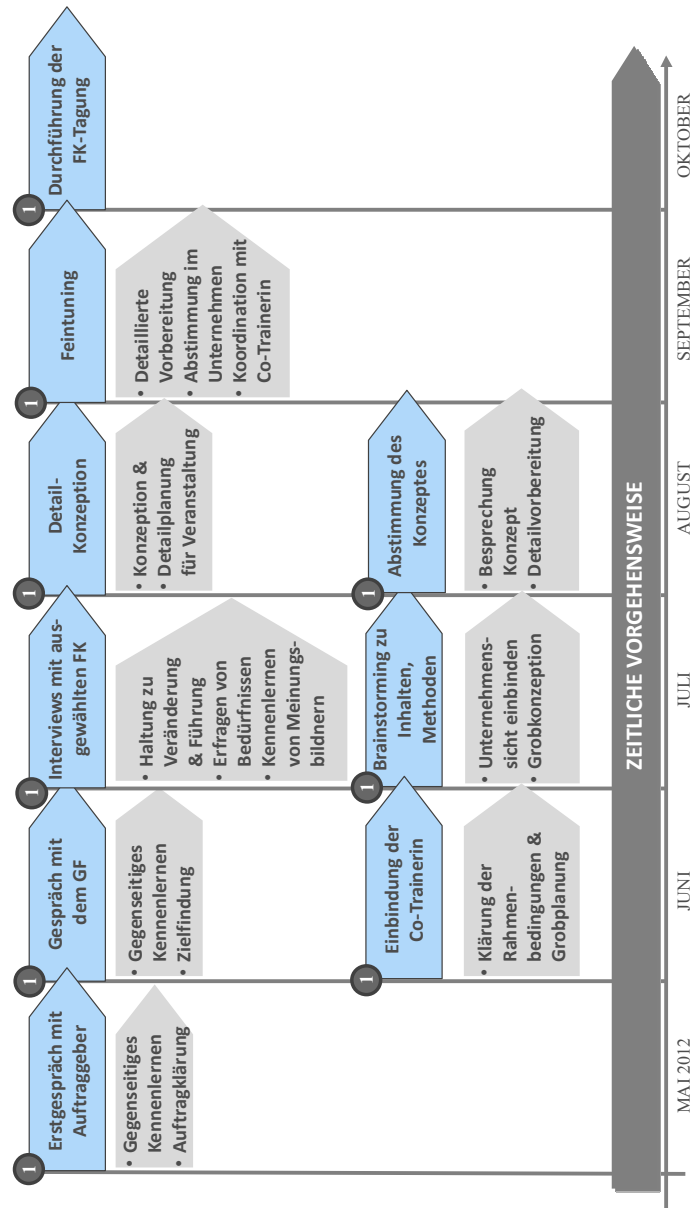 1
Erstgespräch mit
Auftraggeber
• Gegenseitiges
Kennenlernen
• Auftragklärung
1
Gespräch mit
dem GF
• Gegenseitiges
Kennenlernen
• Zielfindung
1
Interviews mit aus-
gewählten FK
• Haltung zu
Veränderung
& Führung
• Erfragen von
Bedürfnissen
• Kennenlernen
von Meinungs-
bildnern
1
Detail-
Konzeption
• Konzeption &
• Detailplanung
für Veranstaltung
1
Feintuning
• Detaillierte
Vorbereitung
• Abstimmung im
Unternehmen
• Koordination mit
Co-Trainerin
1
Durchführung der
FK-Tagung
1
Einbindung der
Co-Trainerin
• Klärung der
Rahmen-
bedingungen &
Grobplanung
1
Brainstorming zu
Inhalten,
Methoden
• Unternehmens-
sicht einbinden
• Grobkonzeption
1
Abstimmung des
Konzeptes
• Besprechung
Konzept
• Detailvorbereitung
ZEITLICHE VORGEHENSWEISE
MAI 2012
JUNI
JULI
AUGUST
SEPTEMBER
OKTOBER